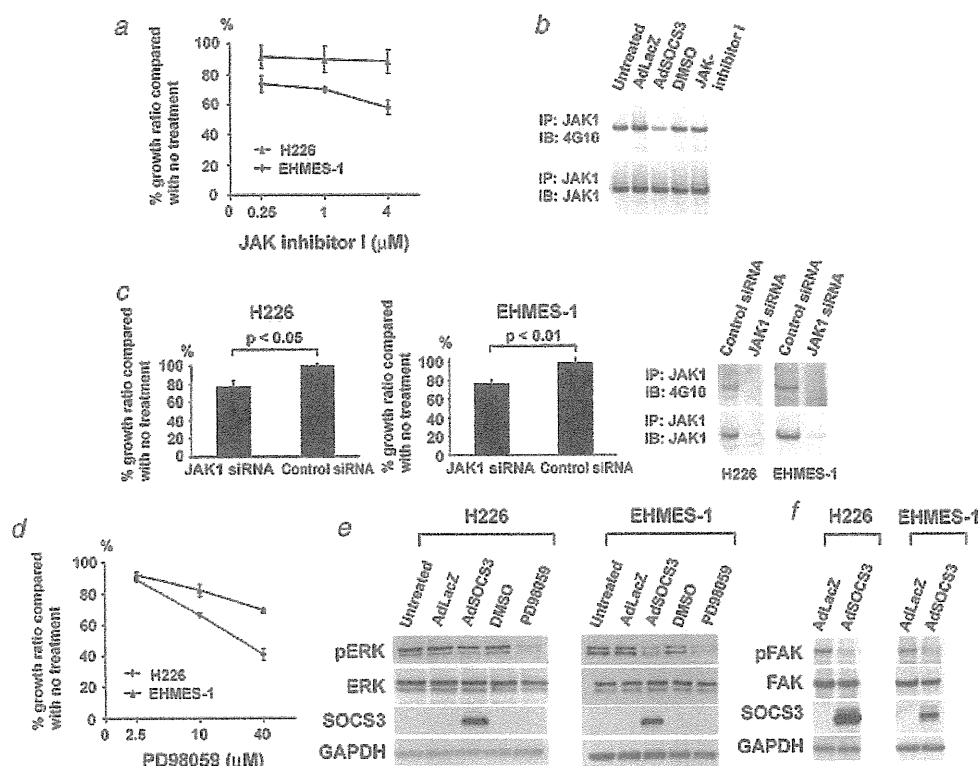 a
%
100
80
60
40
20
0
% growth ratio compared
with no treatment
H226
EHMES-1
0 0.25 1 4
JAK inhibitor I (μM)
b
Untreated
AdLacZ
AdSOCS3
DMSO
JAK-
inhibitor I
IP: JAK1
IB: 4G10
IP: JAK1
IB: JAK1
c
H226
p < 0.05
%
100
80
60
40
20
0
% growth ratio compared
with no treatment
JAK1 siRNA Control siRNA
EHMES-1
p < 0.01
%
100
80
60
40
20
0
% growth ratio compared
with no treatment
JAK1 siRNA Control siRNA
Control siRNA
JAK1 siRNA
Control siRNA
JAK1 siRNA
IP: JAK1
IB: 4G10
IP: JAK1
IB: JAK1
H226 EHMES-1
d
%
100
80
60
40
20
0
% growth ratio compared
with no treatment
H226
EHMES-1
0 2.5 10 40
PD98059 (μM)
e
H226
EHMES-1
Untreated
AdLacZ
AdSOCS3
DMSO
PD98059
Untreated
AdLacZ
AdSOCS3
DMSO
PD98059
pERK
ERK
SOCS3
GAPDH
f
H226
EHMES-1
AdLacZ
AdSOCS3
AdLacZ
AdSOCS3
pFAK
FAK
SOCS3
GAPDH